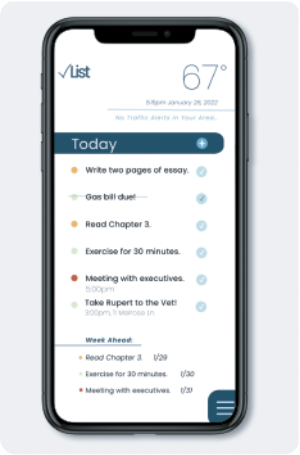 √List
67°
5:15pm January 28, 2022
No Traffic Alerts In Your Area.
Today
Write two pages of essay.
Gas bill due!
Read Chapter 3.
Exercise for 30 minutes.
Meeting with executives.
5:00pm
Take Rupert to the Vet!
3:00pm, 11 Melrose Ln.
Week Ahead:
Read Chapter 3. 1/29
Exercise for 30 minutes. 1/30
Meeting with executives. 1/31